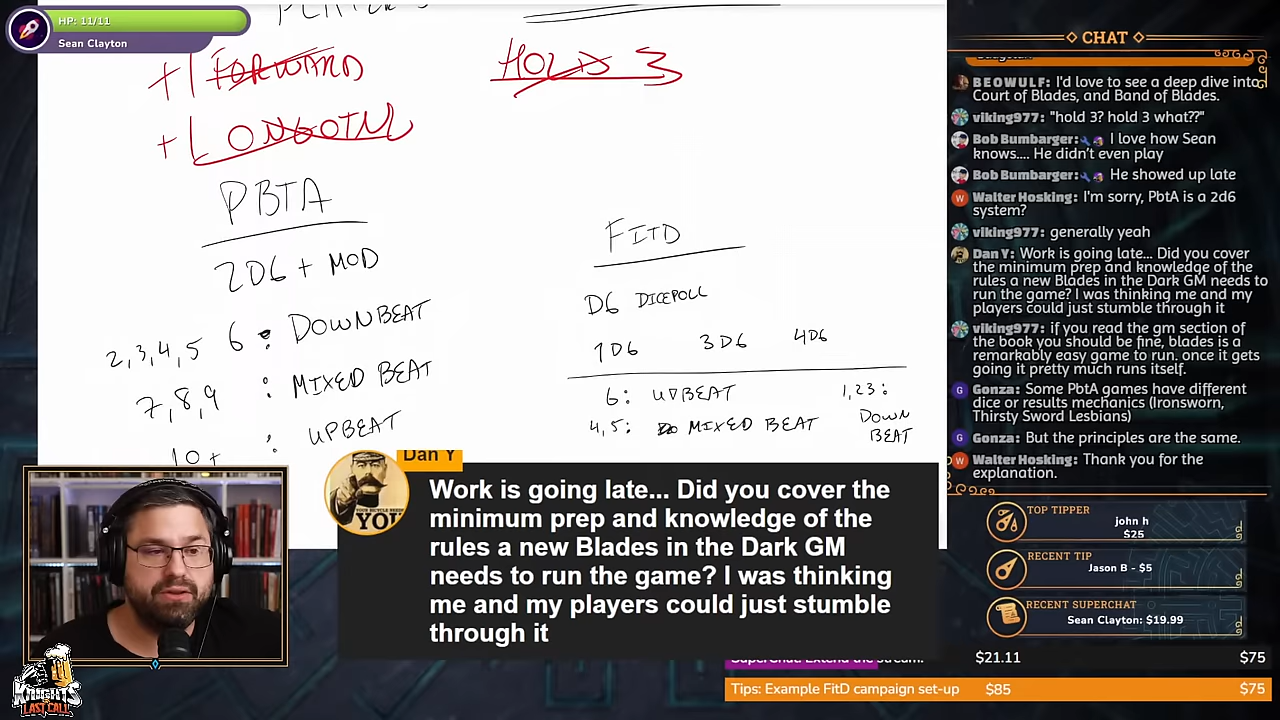 HP: 11/11
Sean Clayton
PLAYER'S
+1 FORWARD
+1 ONGOING
HOLD 3
PBTA
2D6 + MOD
2,3,4,5 6: DOWNBEAT
7,8,9 : MIXED BEAT
10+ : UPBEAT
FITD
D6 DICEPOLL
1D6 3D6 4D6
6: UPBEAT
4,5: MIXED BEAT
1,23:
DOWN
BEAT
Dan Y
Work is going late... Did you cover the
minimum prep and knowledge of the
rules a new Blades in the Dark GM
needs to run the game? I was thinking
me and my players could just stumble
through it
YOU
KNIGHTS
LAST CALL
CHAT
BEOWULF: I'd love to see a deep dive into
Court of Blades, and Band of Blades.
viking977: "hold 3? hold 3 what??"
Bob Bumbarger: I love how Sean
knows.... He didn't even play
Bob Bumbarger: He showed up late
Walter Hosking: I'm sorry, PbtA is a 2d6
system?
viking977: generally yeah
Dan Y: Work is going late... Did you cover
the minimum prep and knowledge of the
rules a new Blades in the Dark GM needs to
run the game? I was thinking me and my
players could just stumble through it
viking977: if you read the gm section of
the book you should be fine, blades is a
remarkably easy game to run. once it gets
going it pretty much runs itself.
Gonza: Some PbtA games have different
dice or results mechanics (Ironsworn,
Thirsty Sword Lesbians)
Gonza: But the principles are the same.
Walter Hosking: Thank you for the
explanation.
TOP TIPPER
john h
$25
RECENT TIP
Jason B - $5
RECENT SUPERCHAT
Sean Clayton: $19.99
SuperChat: Extend the stream! $21.11 $75
Tips: Example FitD campaign set-up $85 $75